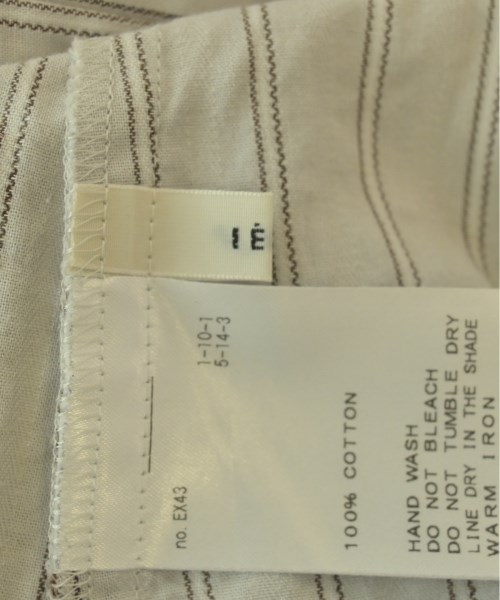 1-10-1
5-14-3
no. EX43
100% COTTON
HAND WASH
DO NOT BLEACH
DO NOT TUMBLE DRY
LINE DRY IN THE SHADE
WARM IRON